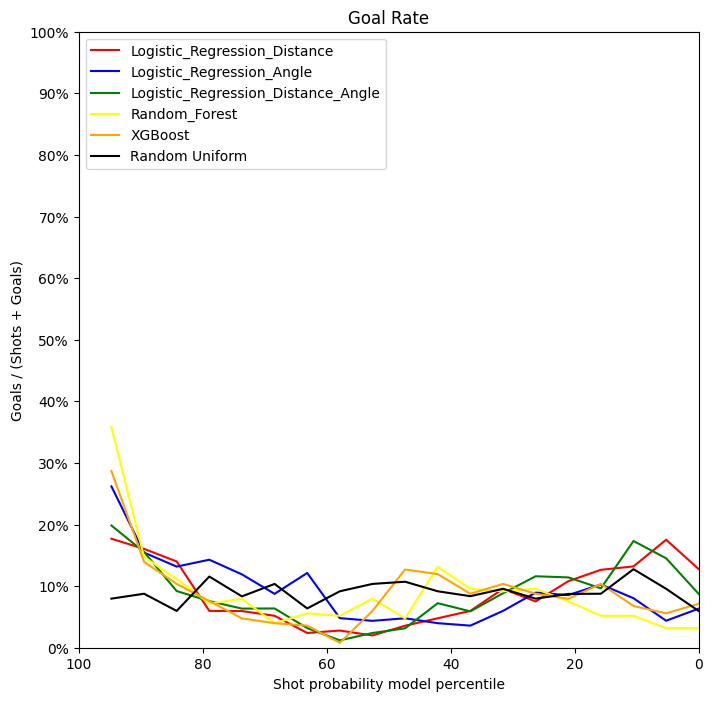 Goal Rate
100%
90%
80%
70%
60%
50%
40%
30%
20%
10%
0%
Goals / (Shots + Goals)
Logistic_Regression_Distance
Logistic_Regression_Angle
Logistic_Regression_Distance_Angle
Random_Forest
XGBoost
Random Uniform
100 80 60 40 20 0
Shot probability model percentile